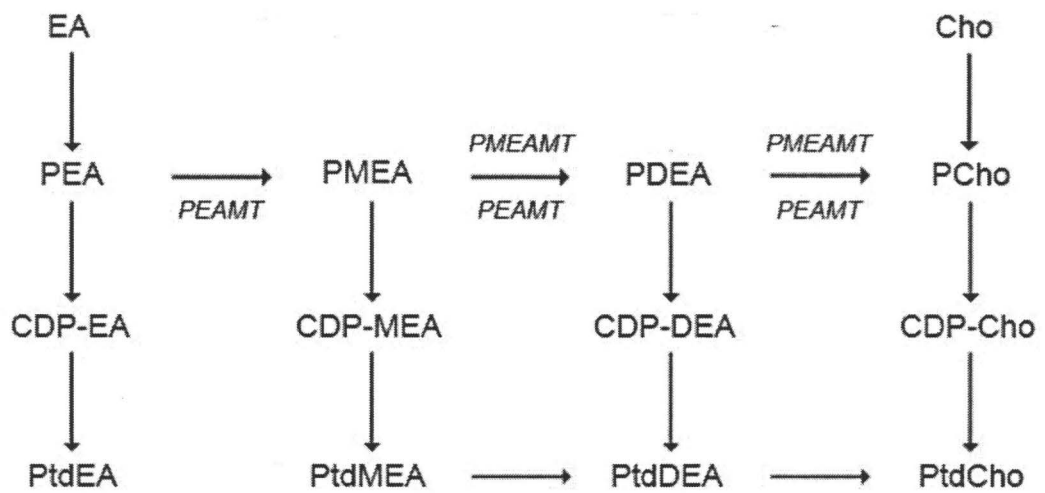 EA Cho
PMEAMT PMEAMT
PEA PMEA PDEA PCho
PEAMT PEAMT PEAMT
CDP-EA CDP-MEA CDP-DEA CDP-Cho
PtdEA PtdMEA PtdDEA PtdCho